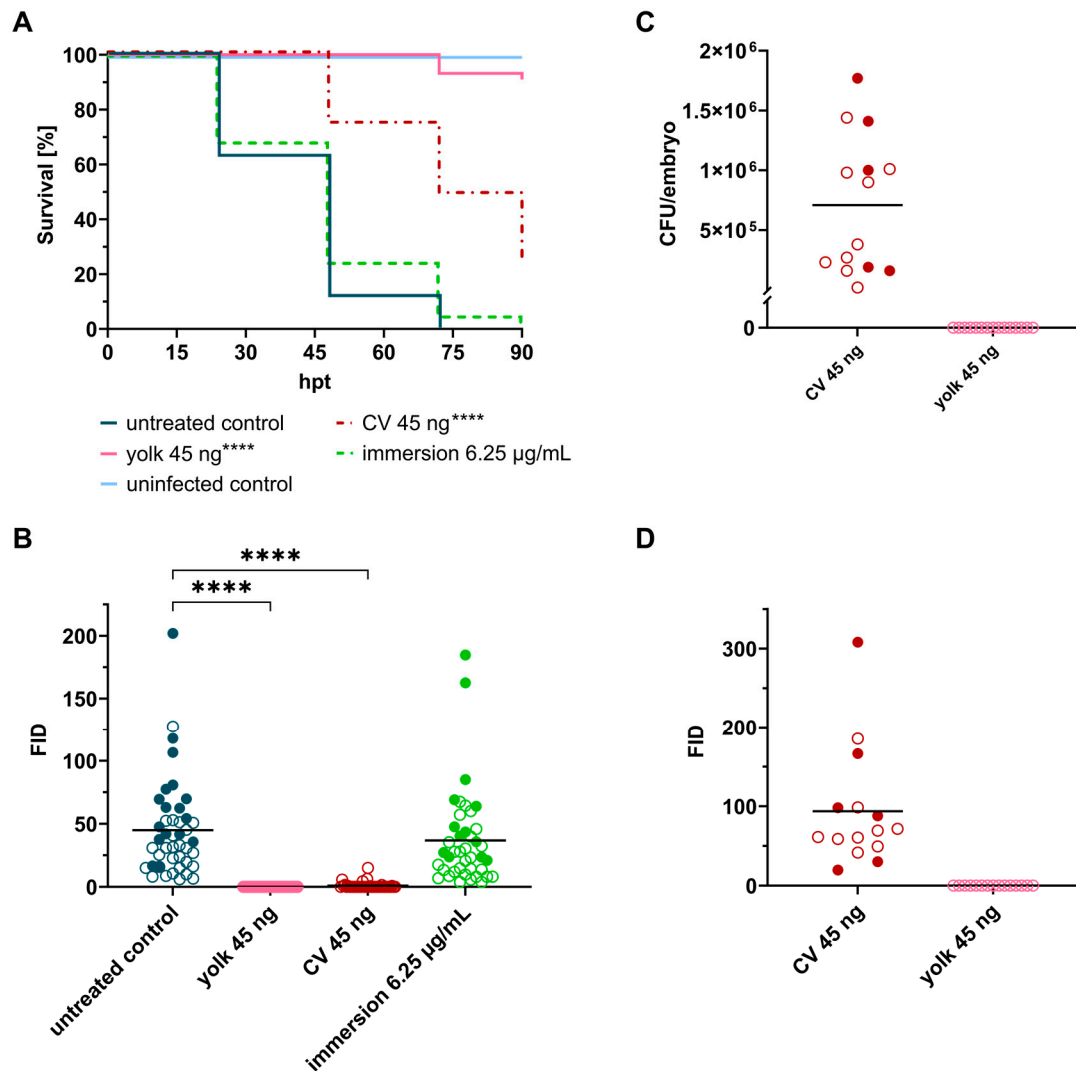 A
Survival [%]
100
80
60
40
20
0
0 15 30 45 60 75 90
hpt
untreated control
CV 45 ng****
yolk 45 ng****
immersion 6.25 µg/mL
uninfected control
C
CFU/embryo
2×10⁶
1.5×10⁶
1×10⁶
5×10⁵
0
CV 45 ng
yolk 45 ng
B
****
****
FID
200
150
100
50
0
untreated control
yolk 45 ng
CV 45 ng
immersion 6.25 µg/mL
D
FID
300
200
100
0
CV 45 ng
yolk 45 ng